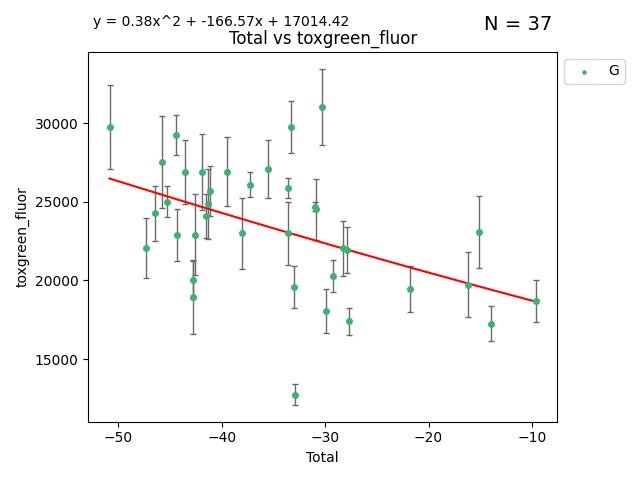 y = 0.38x^2 + -166.57x + 17014.42
N = 37
Total vs toxgreen_fluor
G
30000
25000
20000
15000
toxgreen_fluor
−50
−40
−30
−20
−10
Total